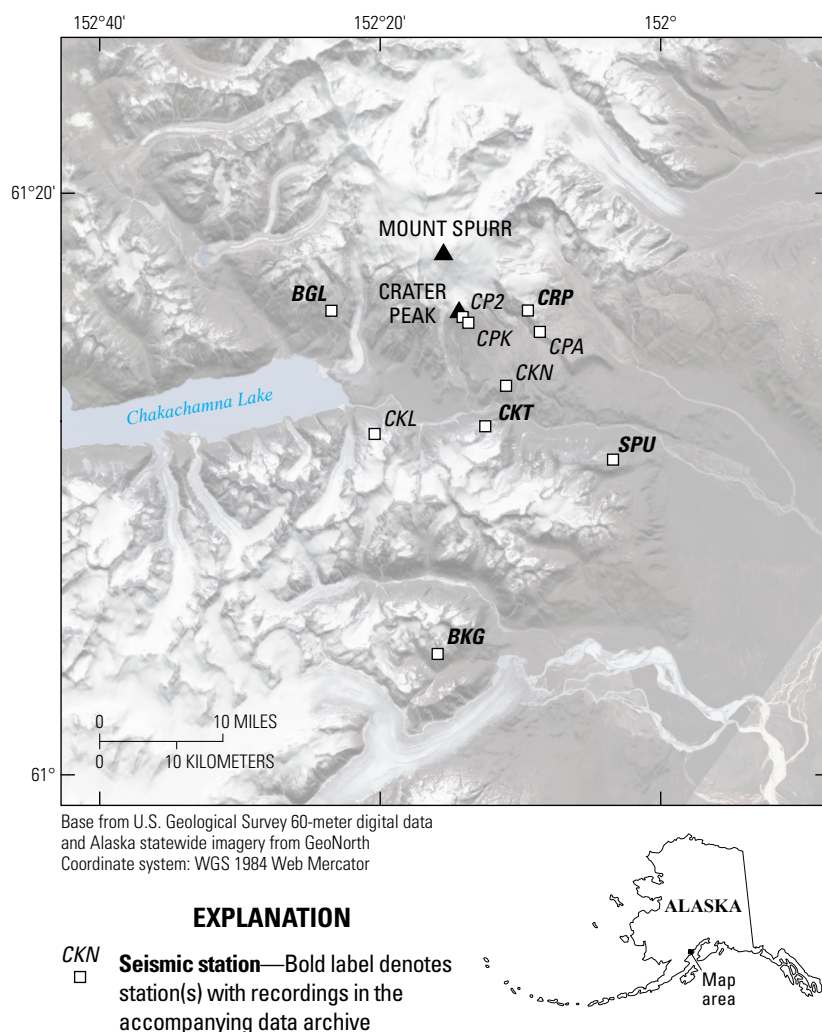 152°40' 152°20' 152°
61°20'
MOUNT SPURR
BGL
CRATER
PEAK
CP2
CRP
CPK
CPA
CKN
Chakachamna Lake
CKL
CKT
SPU
BKG
0 10 MILES
0 10 KILOMETERS
61°
Base from U.S. Geological Survey 60-meter digital data
and Alaska statewide imagery from GeoNorth
Coordinate system: WGS 1984 Web Mercator
EXPLANATION
CKN
Seismic station—Bold label denotes
station(s) with recordings in the
accompanying data archive
ALASKA
Map
area